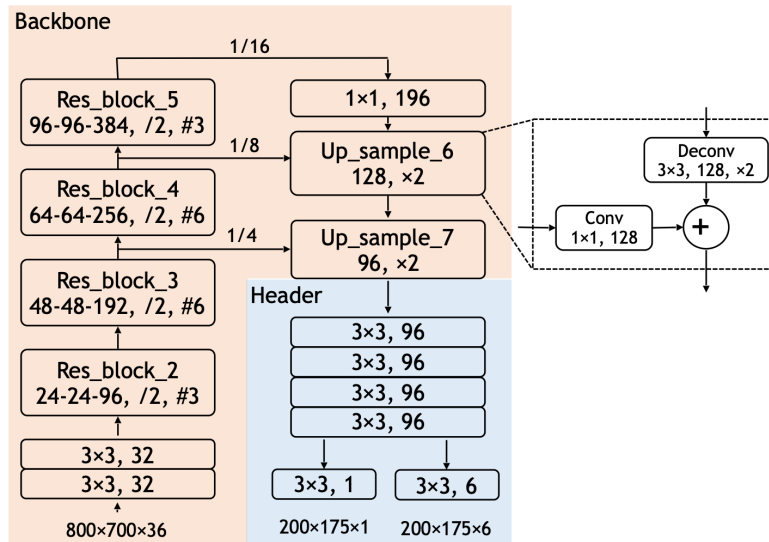 Backbone
1/16
Res_block_5
96-96-384, /2, #3
1×1, 196
1/8
Up_sample_6
128, ×2
Res_block_4
64-64-256, /2, #6
1/4
Up_sample_7
96, ×2
Res_block_3
48-48-192, /2, #6
Res_block_2
24-24-96, /2, #3
3×3, 32
3×3, 32
800×700×36
Header
3×3, 96
3×3, 96
3×3, 96
3×3, 96
3×3, 1
3×3, 6
200×175×1
200×175×6
Deconv
3×3, 128, ×2
Conv
1×1, 128
+